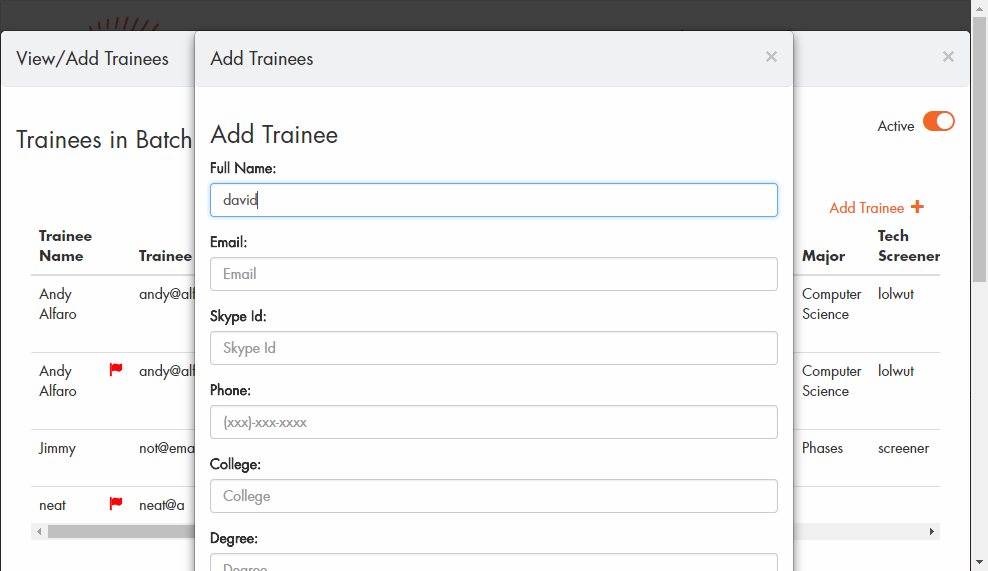 View/Add Trainees
×
Add Trainees
×
Trainees in Batch
Active
Add Trainee
Trainee Name
Trainee
Major
Tech Screener
Andy Alfaro
andy@alf
Computer Science
lolwut
Andy Alfaro
andy@alf
Computer Science
lolwut
Jimmy
not@ema
Phases
screener
neat
neat@a
Add Trainee
Full Name:
david
Email:
Email
Skype Id:
Skype Id
Phone:
(xxx)-xxx-xxxx
College:
College
Degree:
Degree